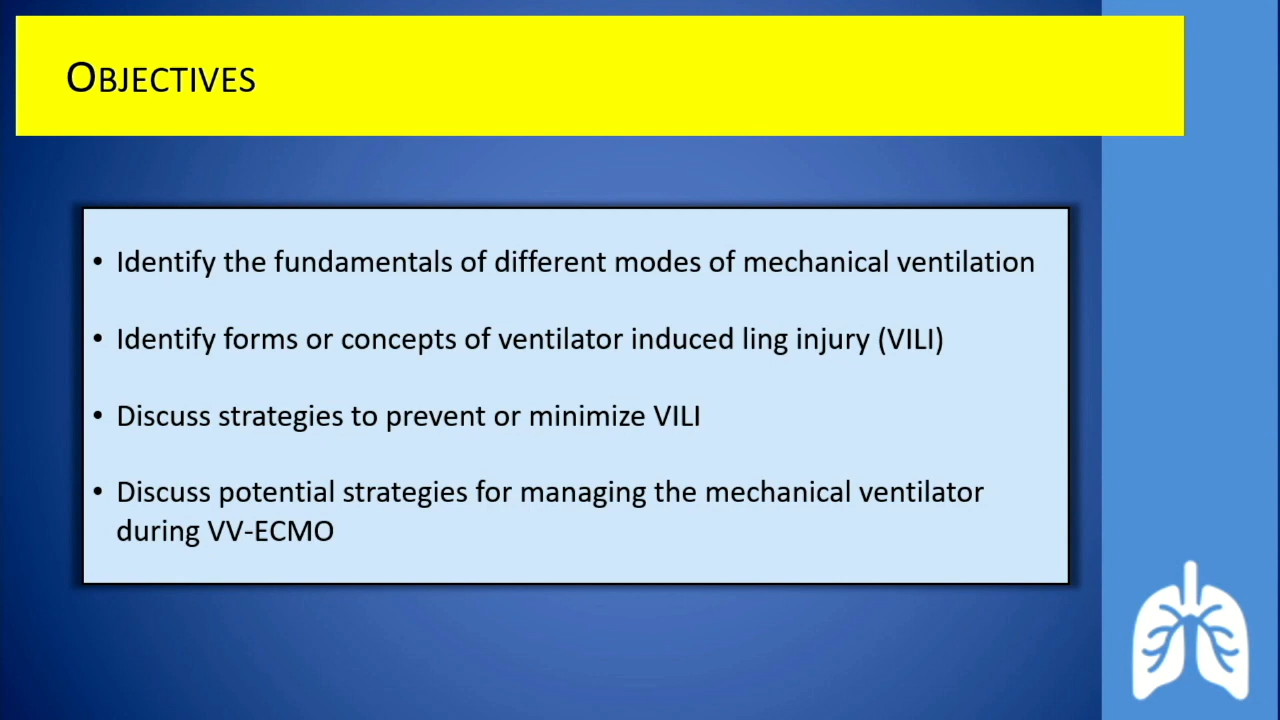 OBJECTIVES
• Identify the fundamentals of different modes of mechanical ventilation
• Identify forms or concepts of ventilator induced ling injury (VILI)
• Discuss strategies to prevent or minimize VILI
• Discuss potential strategies for managing the mechanical ventilator
during VV-ECMO